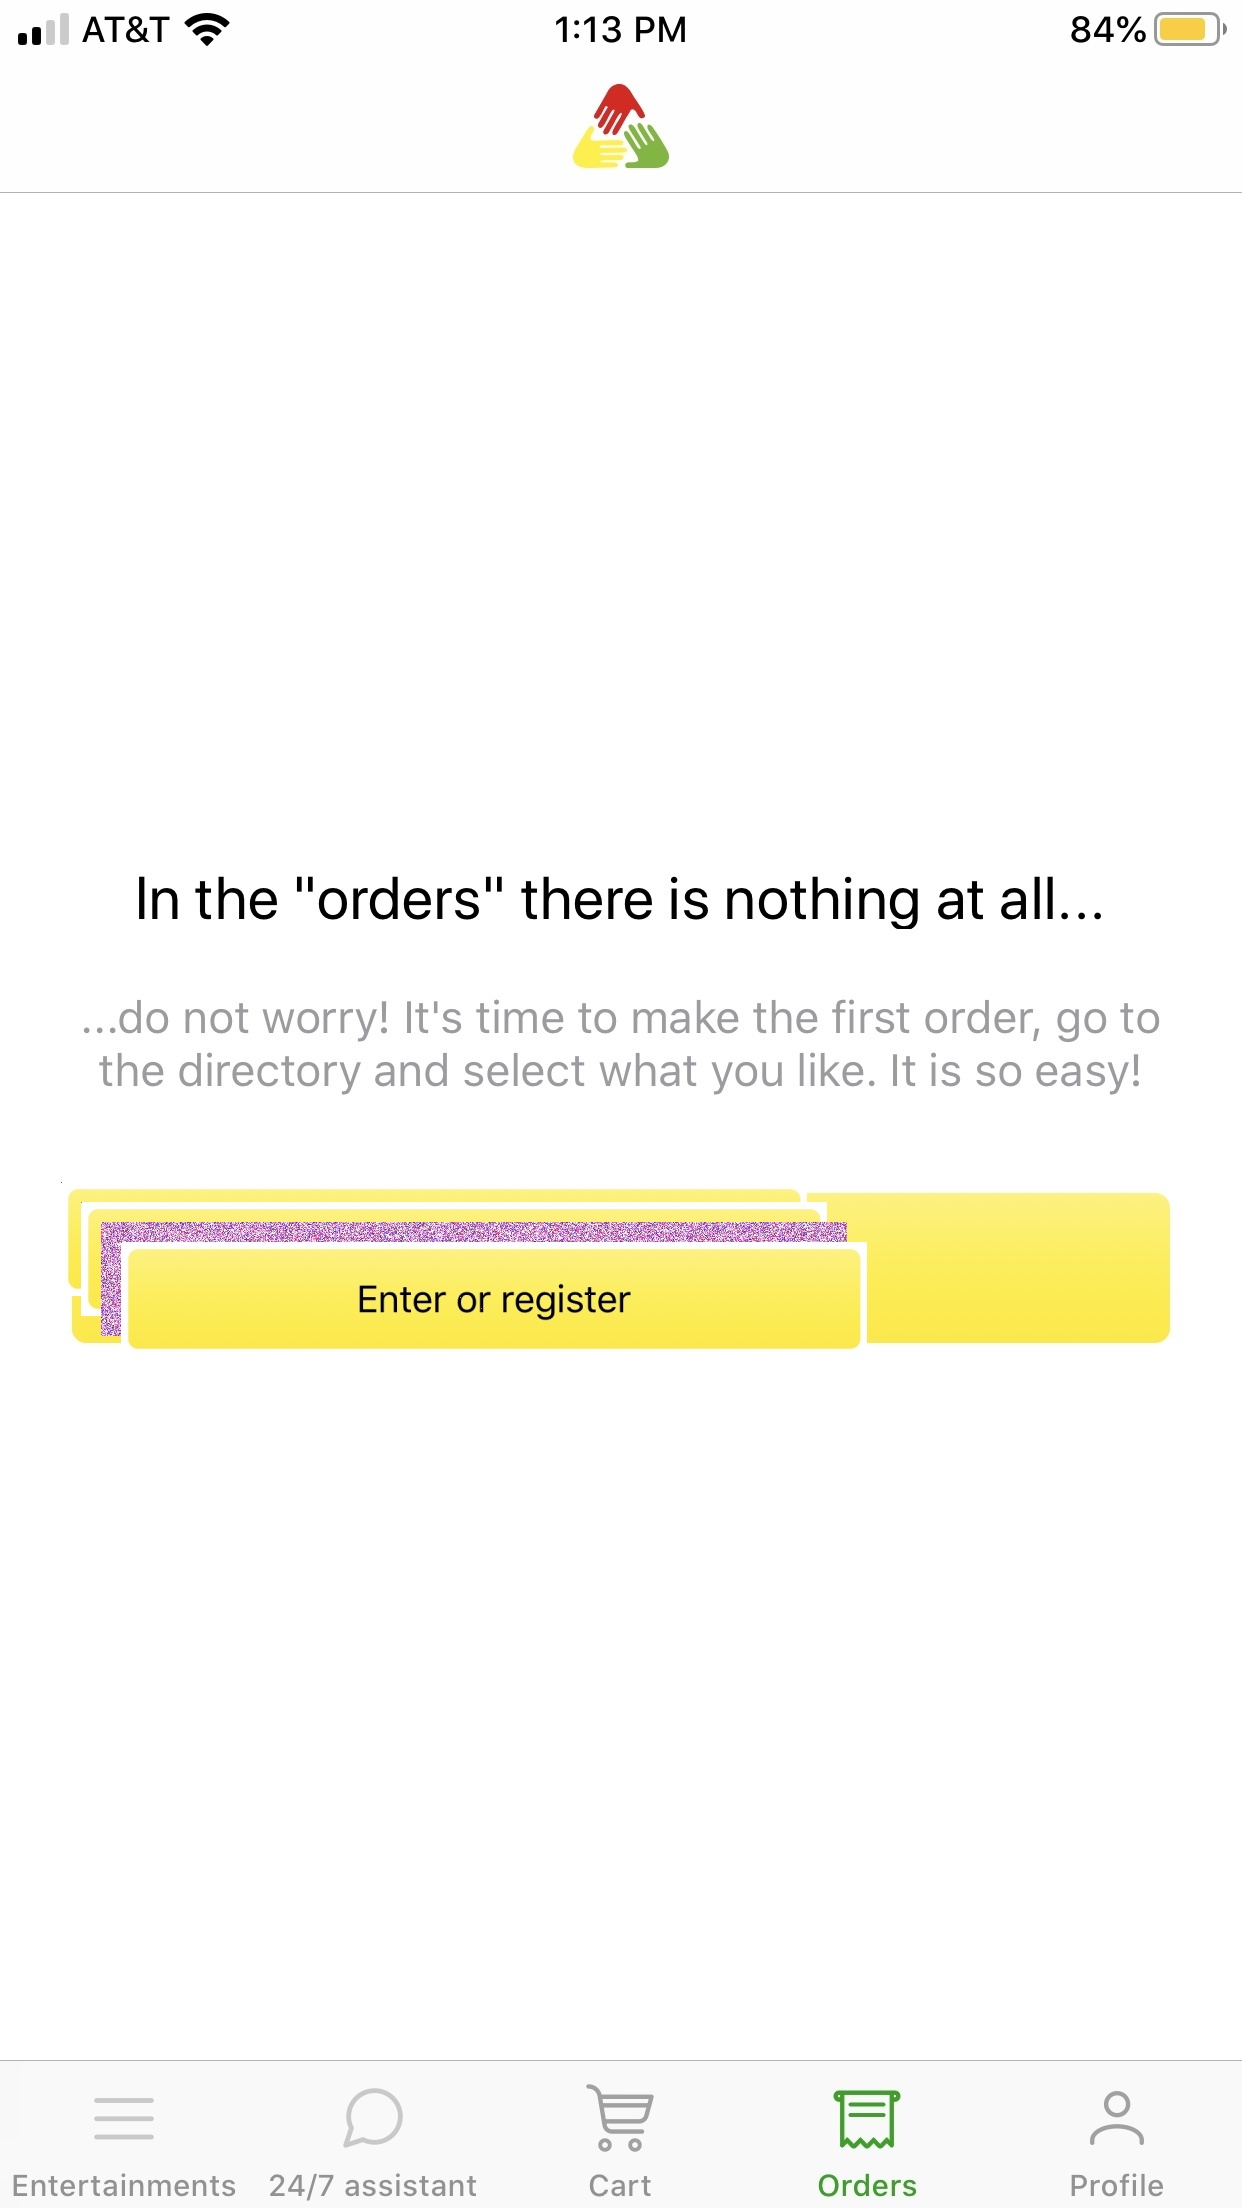 AT&T 1:13 PM 84%
In the "orders" there is nothing at all...
...do not worry! It's time to make the first order, go to
the directory and select what you like. It is so easy!
Enter or register
Entertainments 24/7 assistant Cart Orders Profile